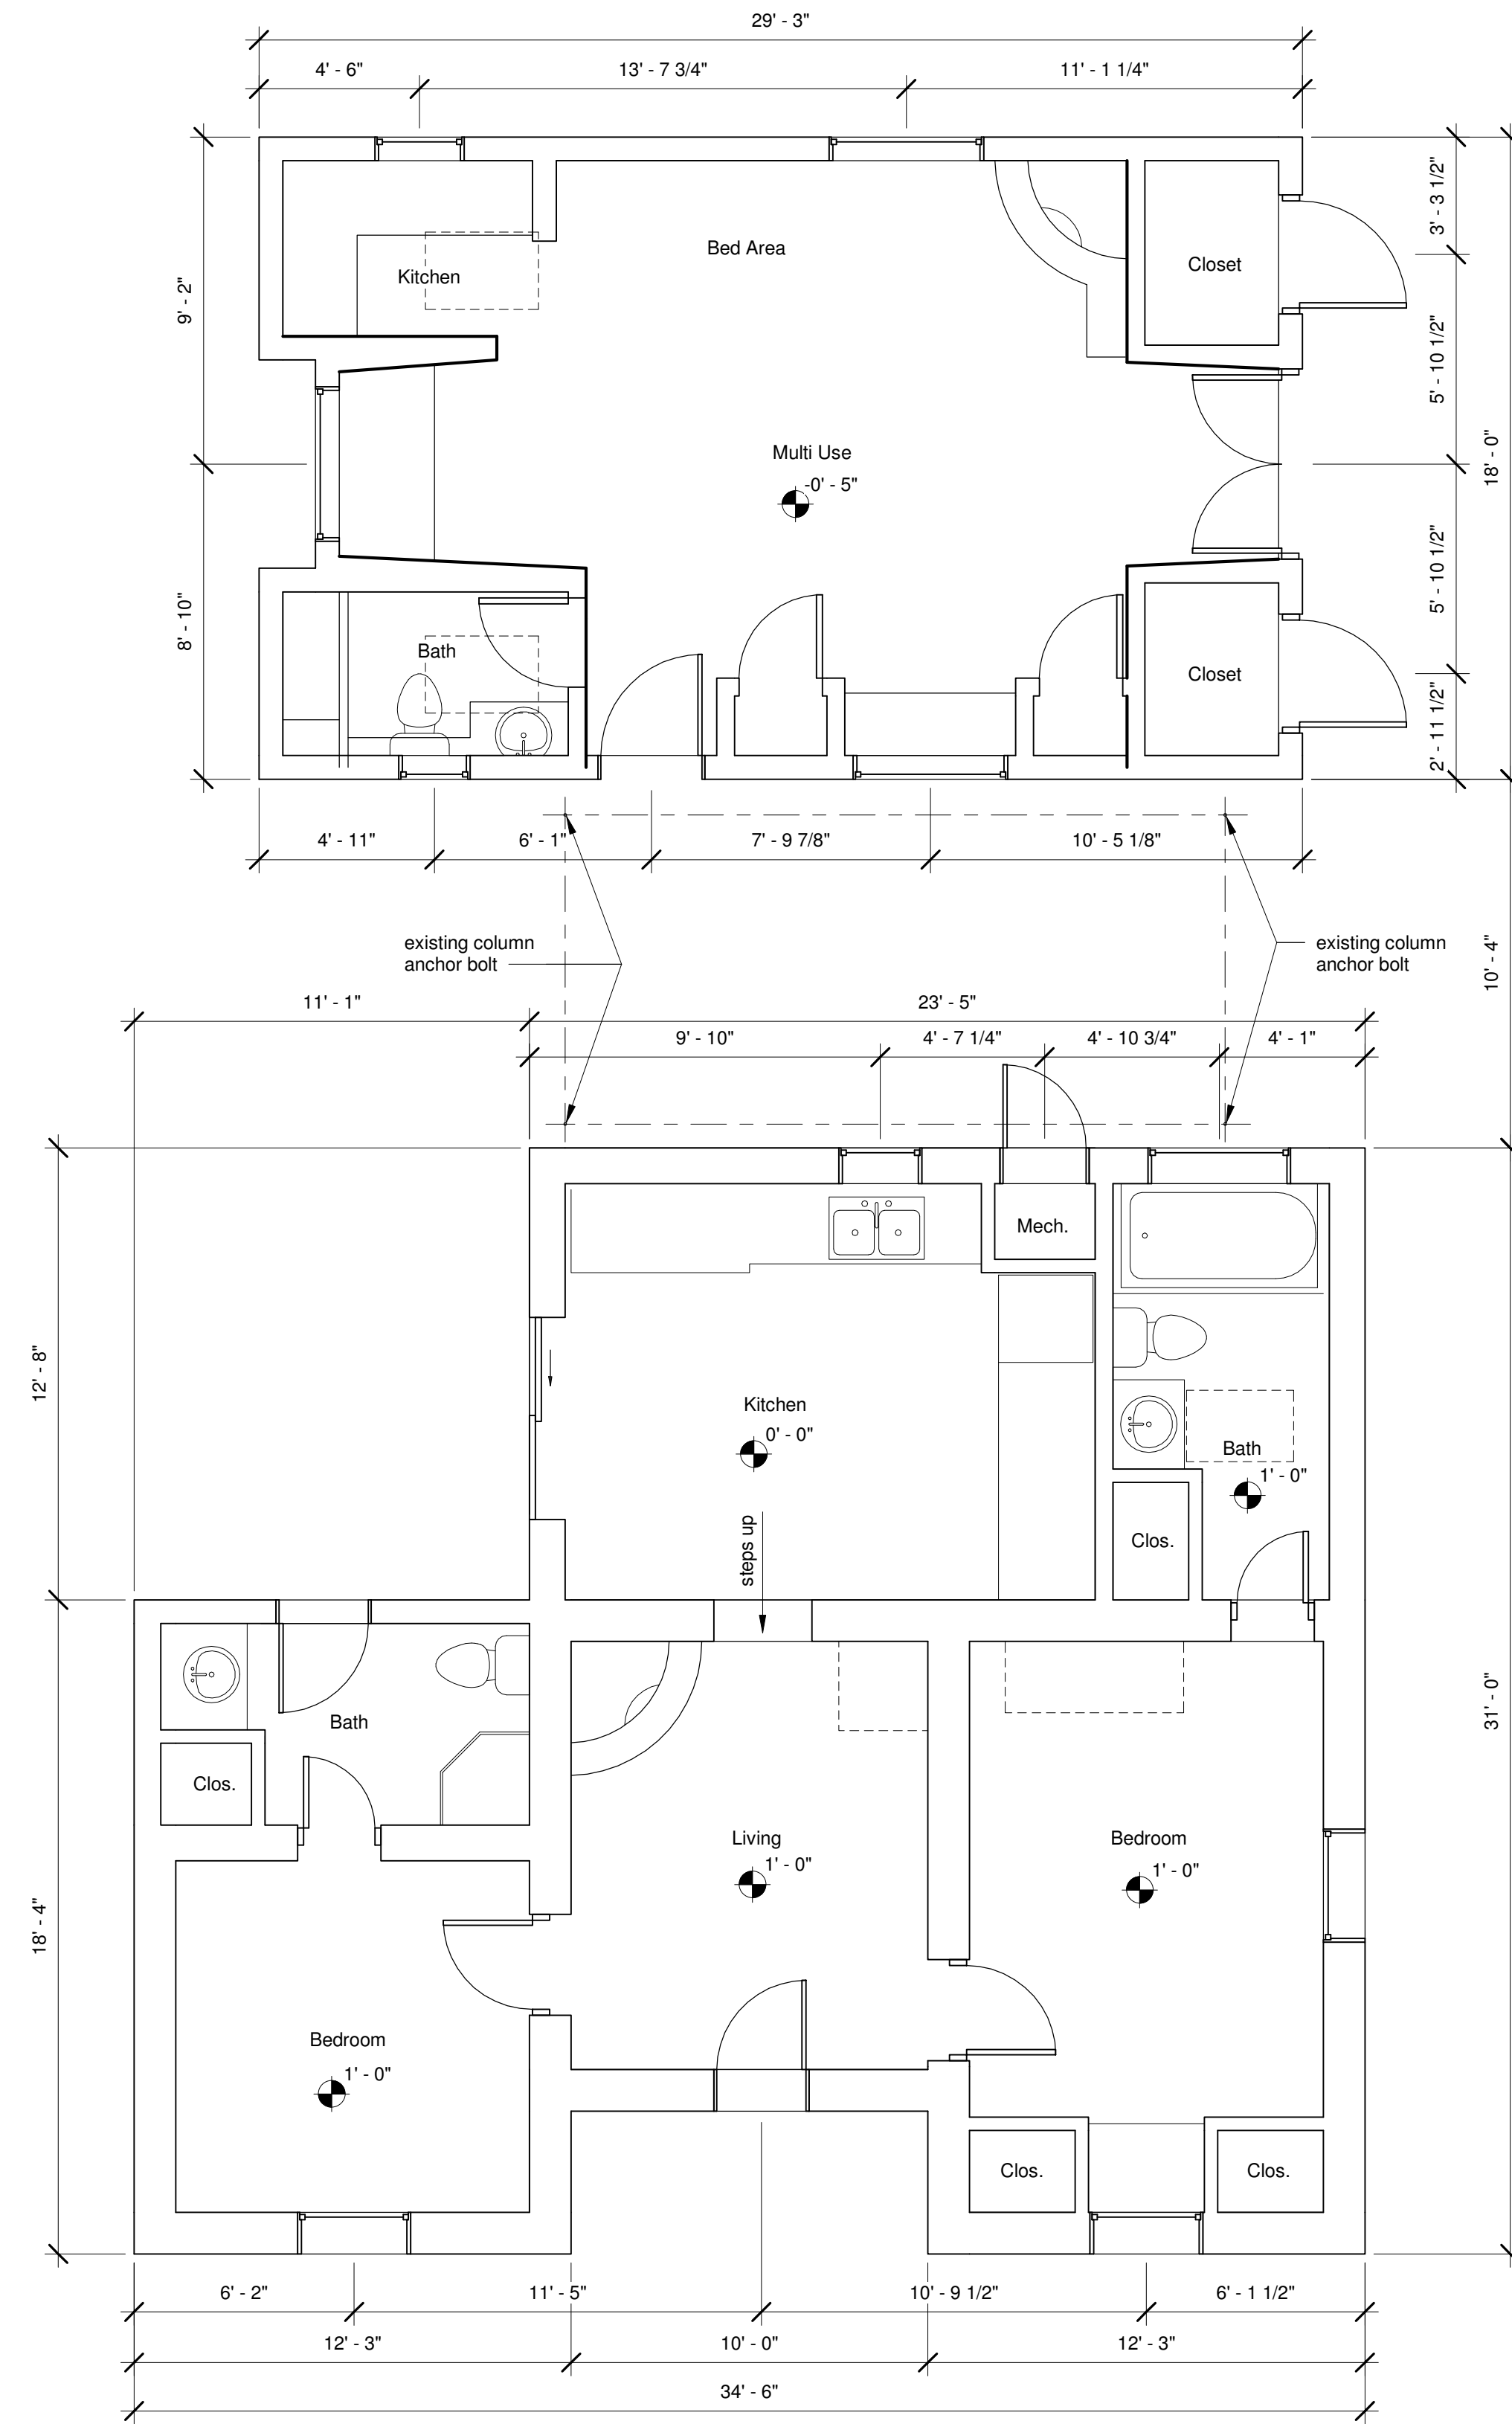 29' - 3"
4' - 6"
13' - 7 3/4"
11' - 1 1/4"
3' - 3 1/2"
Bed Area
Closet
Kitchen
9' - 2"
5' - 10 1/2"
18' - 0"
Multi Use
-0' - 5"
5' - 10 1/2"
8' - 10"
Bath
Closet
2' - 11 1/2"
4' - 11"
6' - 1"
7' - 9 7/8"
10' - 5 1/8"
existing column
anchor bolt
existing column
anchor bolt
10' - 4"
11' - 1"
23' - 5"
9' - 10"
4' - 7 1/4"
4' - 10 3/4"
4' - 1"
Mech.
12' - 8"
Kitchen
0' - 0"
Bath
1' - 0"
steps up
Clos.
31' - 0"
Bath
Clos.
Living
1' - 0"
Bedroom
1' - 0"
18' - 4"
Bedroom
1' - 0"
Clos.
Clos.
6' - 2"
11' - 5"
10' - 9 1/2"
6' - 1 1/2"
12' - 3"
10' - 0"
12' - 3"
34' - 6"